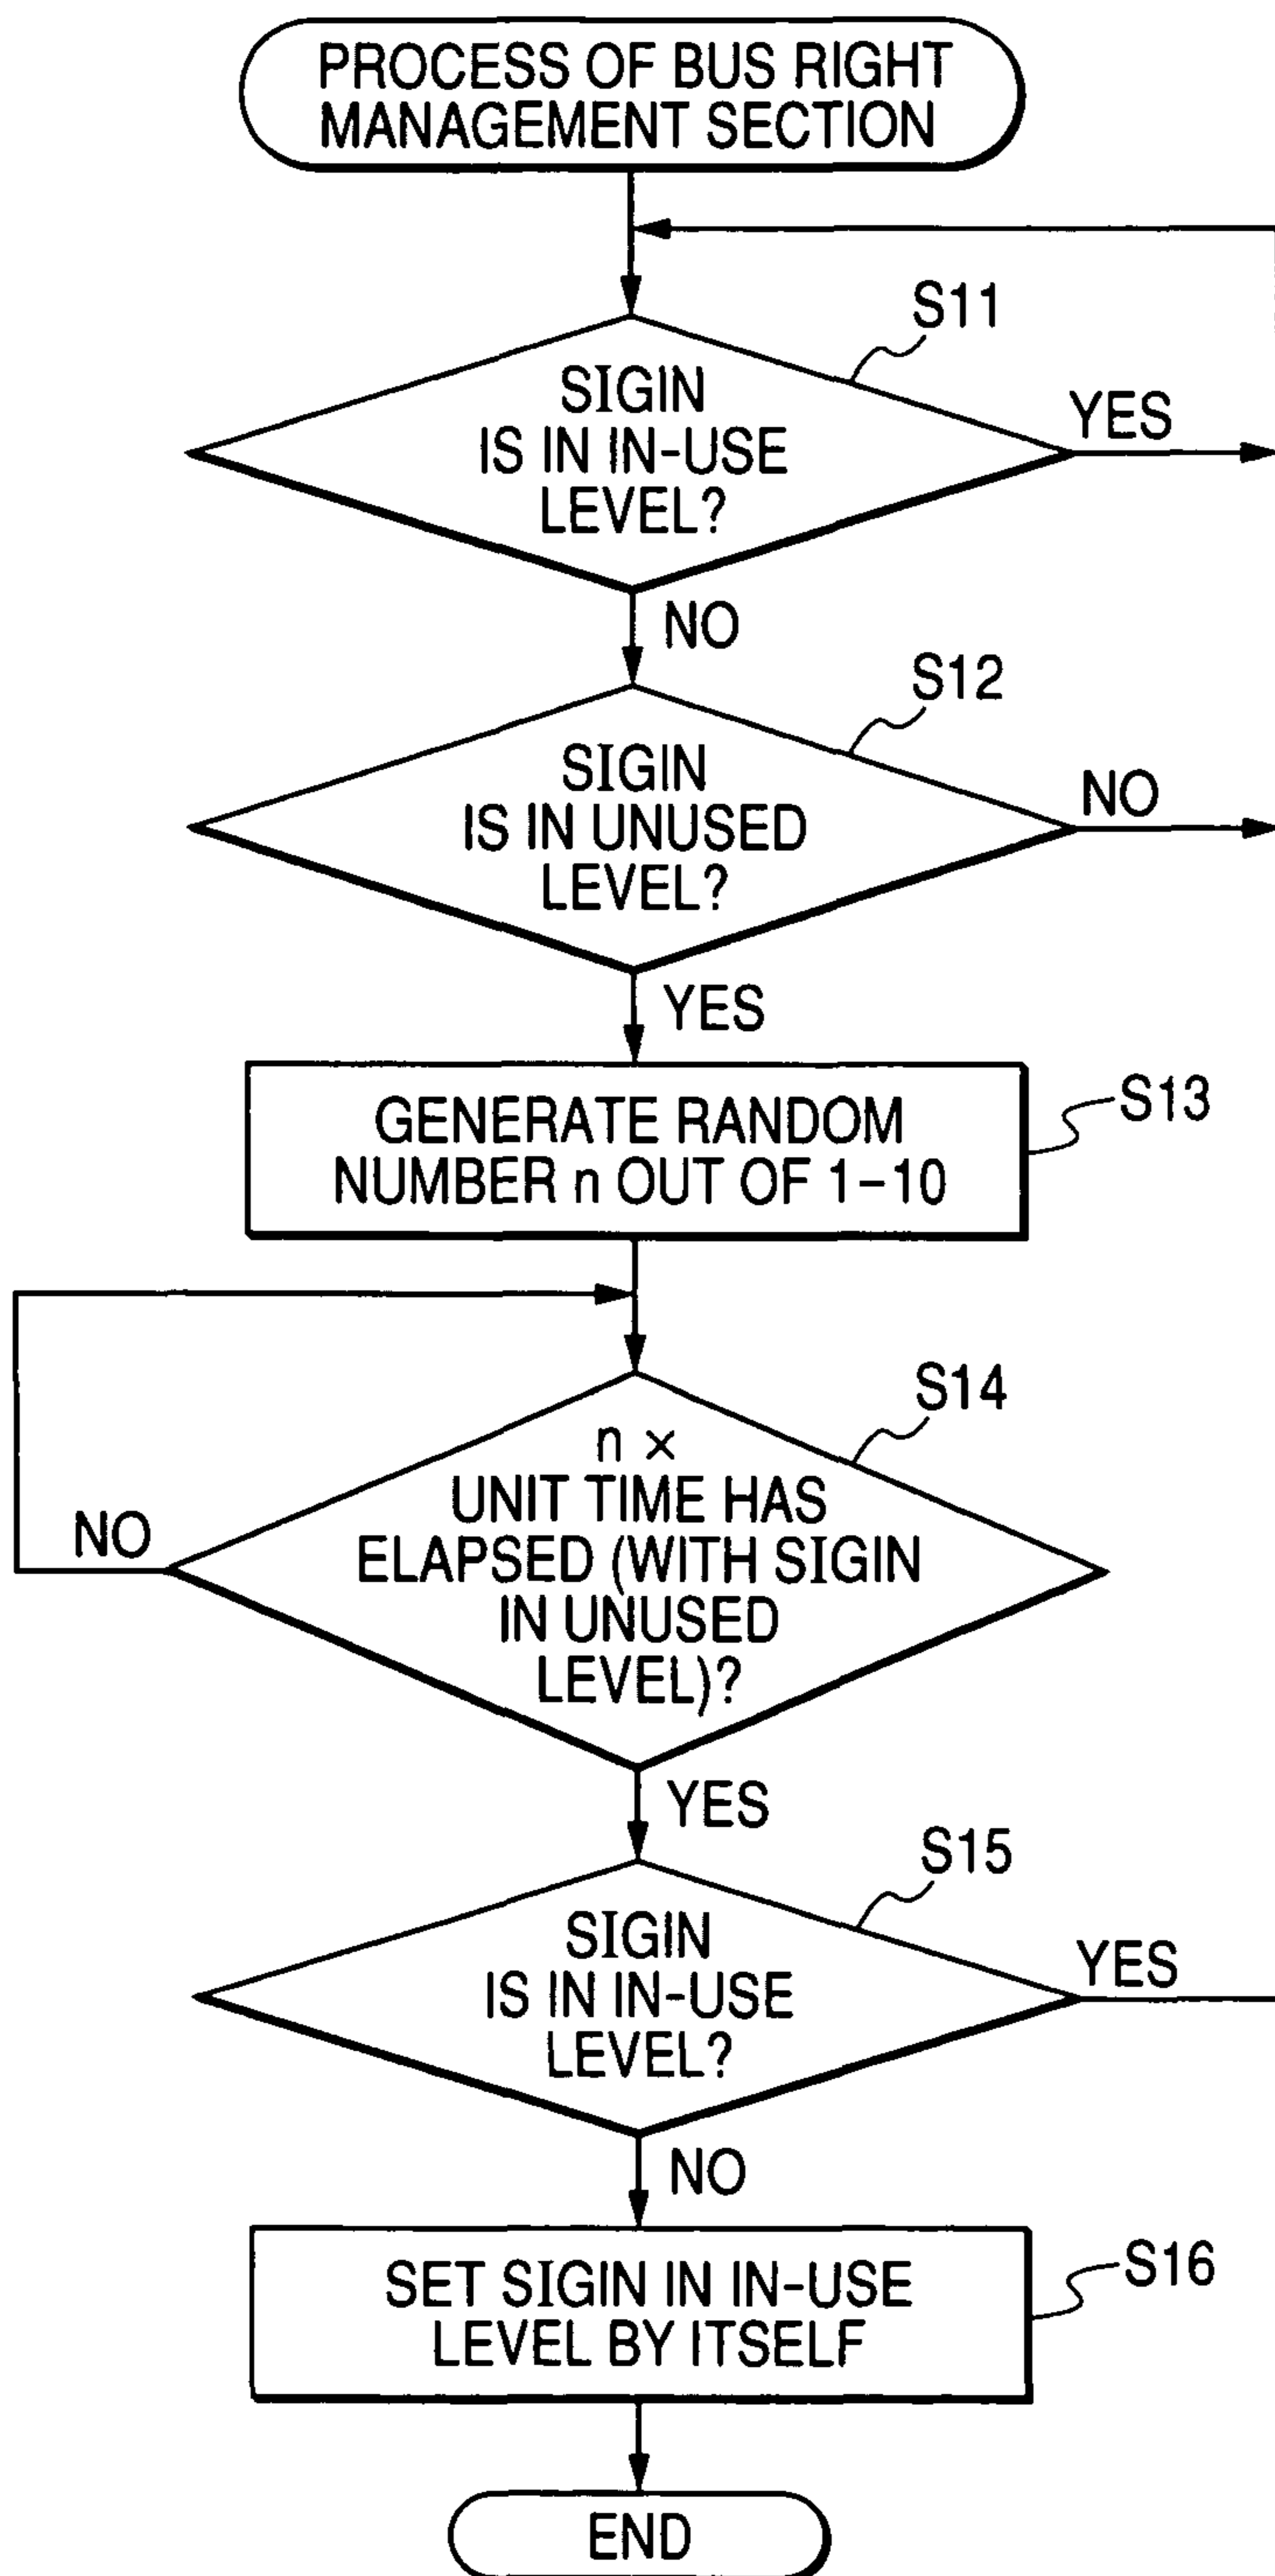 PROCESS OF BUS RIGHT
MANAGEMENT SECTION
S11
SIGIN
IS IN IN-USE
LEVEL?
YES
NO
S12
SIGIN
IS IN UNUSED
LEVEL?
NO
YES
GENERATE RANDOM
NUMBER n OUT OF 1-10
S13
S14
n ×
UNIT TIME HAS
ELAPSED (WITH SIGIN
IN UNUSED
LEVEL)?
NO
YES
S15
SIGIN
IS IN IN-USE
LEVEL?
YES
NO
SET SIGIN IN IN-USE
LEVEL BY ITSELF
S16
END